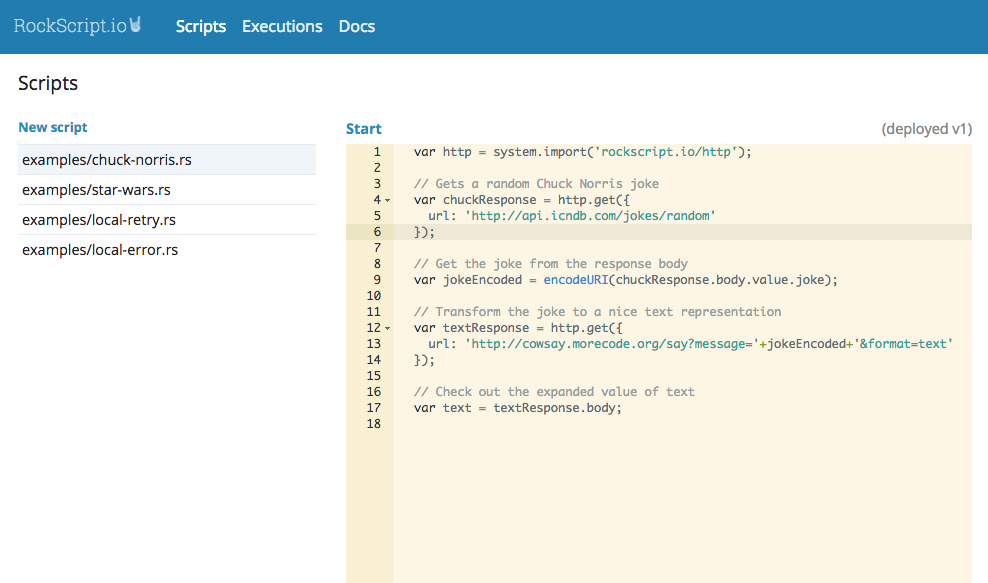 RockScript.io Scripts Executions Docs
Scripts
New script
examples/chuck-norris.rs
examples/star-wars.rs
examples/local-retry.rs
examples/local-error.rs
Start (deployed v1)
1 var http = system.import('rockscript.io/http');
2
3 // Gets a random Chuck Norris joke
4 var chuckResponse = http.get({
5   url: 'http://api.icndb.com/jokes/random'
6 });
7
8 // Get the joke from the response body
9 var jokeEncoded = encodeURI(chuckResponse.body.value.joke);
10
11 // Transform the joke to a nice text representation
12 var textResponse = http.get({
13   url: 'http://cowsay.morecode.org/say?message='+jokeEncoded+'&format=text'
14 });
15
16 // Check out the expanded value of text
17 var text = textResponse.body;
18